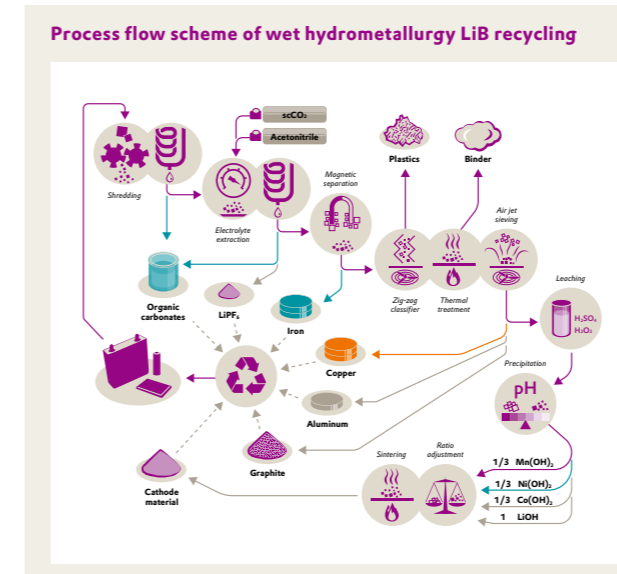 Process flow scheme of wet hydrometallurgy LiB recycling
scCO₂
Acetonitrile
Plastics
Binder
Magnetic
separation
Shredding
Air jet
sieving
Electrolyte
extraction
Leaching
Organic
carbonates
LiPF₆
Iron
Zig-zag
classifier
Thermal
treatment
H₂SO₄
H₂O₂
Copper
Precipitation
pH
Aluminum
Graphite
Cathode
material
Sintering
Ratio
adjustment
1/3 Mn(OH)₂
1/3 Ni(OH)₂
1/3 Co(OH)₂
1 LiOH